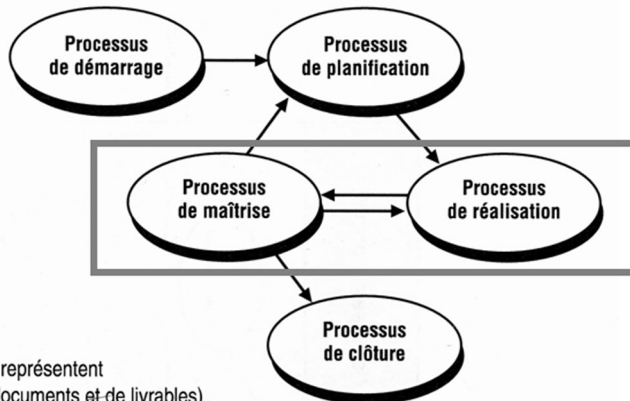 Processus
de démarrage
Processus
de planification
Processus
de maîtrise
Processus
de réalisation
Processus
de clôture
représentent
ocuments et de livrables)